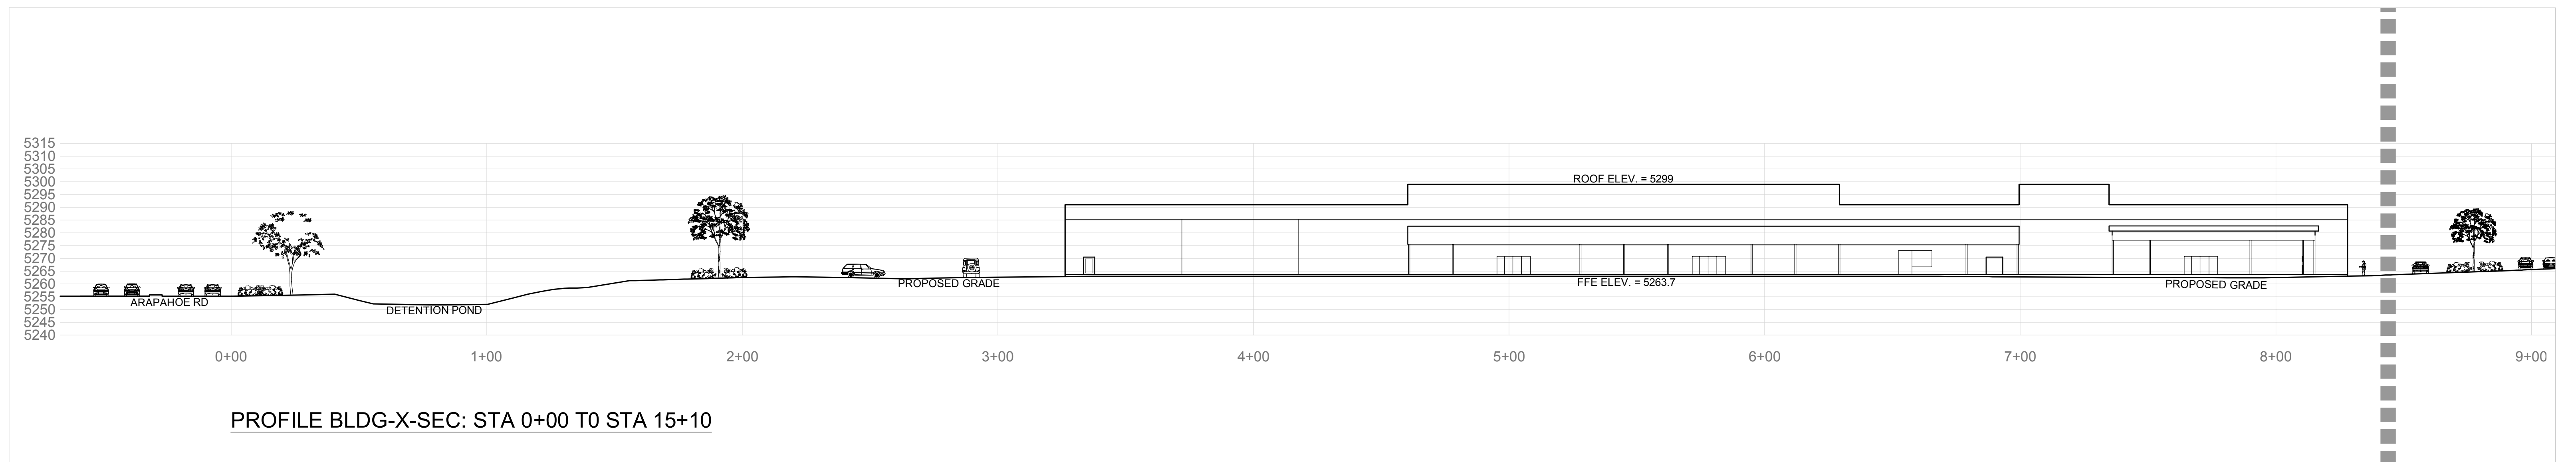 5315
5310
5305
5300
5295
5290
5285
5280
5275
5270
5265
5260
5255
5250
5245
5240
ROOF ELEV. = 5299
ARAPAHOE RD
DETENTION POND
PROPOSED GRADE
FFE ELEV. = 5263.7
PROPOSED GRADE
0+00 1+00 2+00 3+00 4+00 5+00 6+00 7+00 8+00 9+00
PROFILE BLDG-X-SEC: STA 0+00 T0 STA 15+10